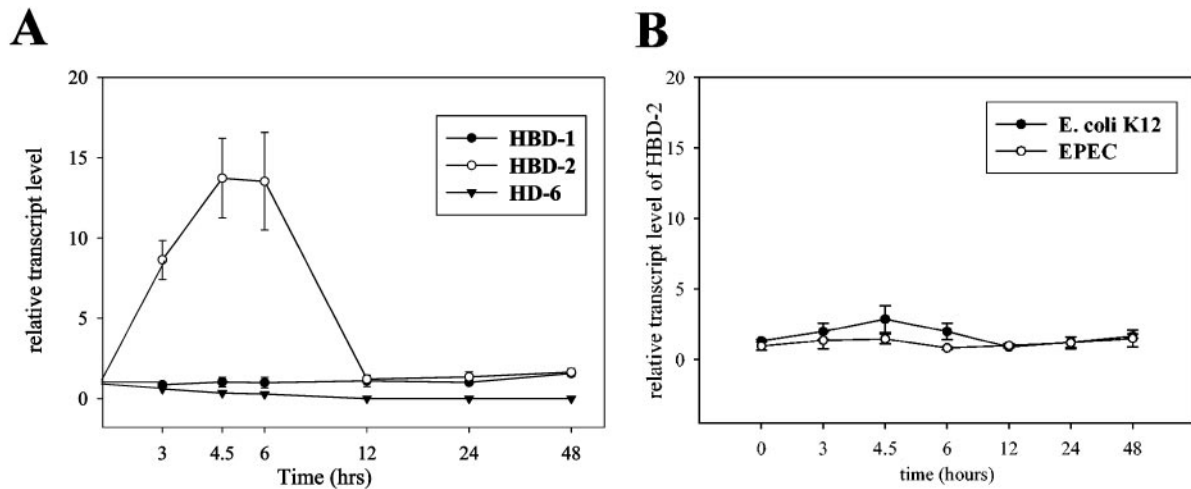 A
relative transcript level
20
15
10
5
0
HBD-1
HBD-2
HD-6
3 4.5 6 12 24 48
Time (hrs)
B
relative transcript level of HBD-2
20
15
10
5
0
E. coli K12
EPEC
0 3 4.5 6 12 24 48
time (hours)